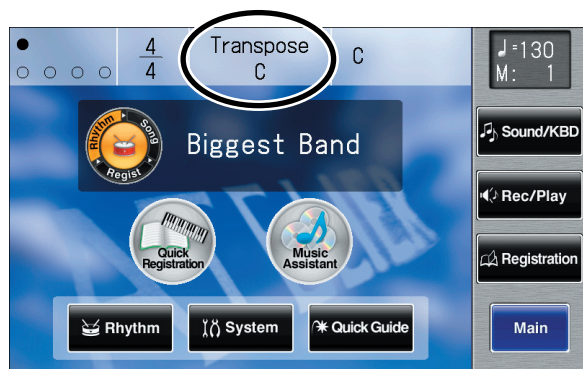 4
4
Transpose
C
C
♩=130
M: 1
Rhythm
Song
Regist
Biggest Band
Sound/KBD
Rec/Play
Quick
Registration
Music
Assistant
Registration
Rhythm
System
Quick Guide
Main
ATELIER